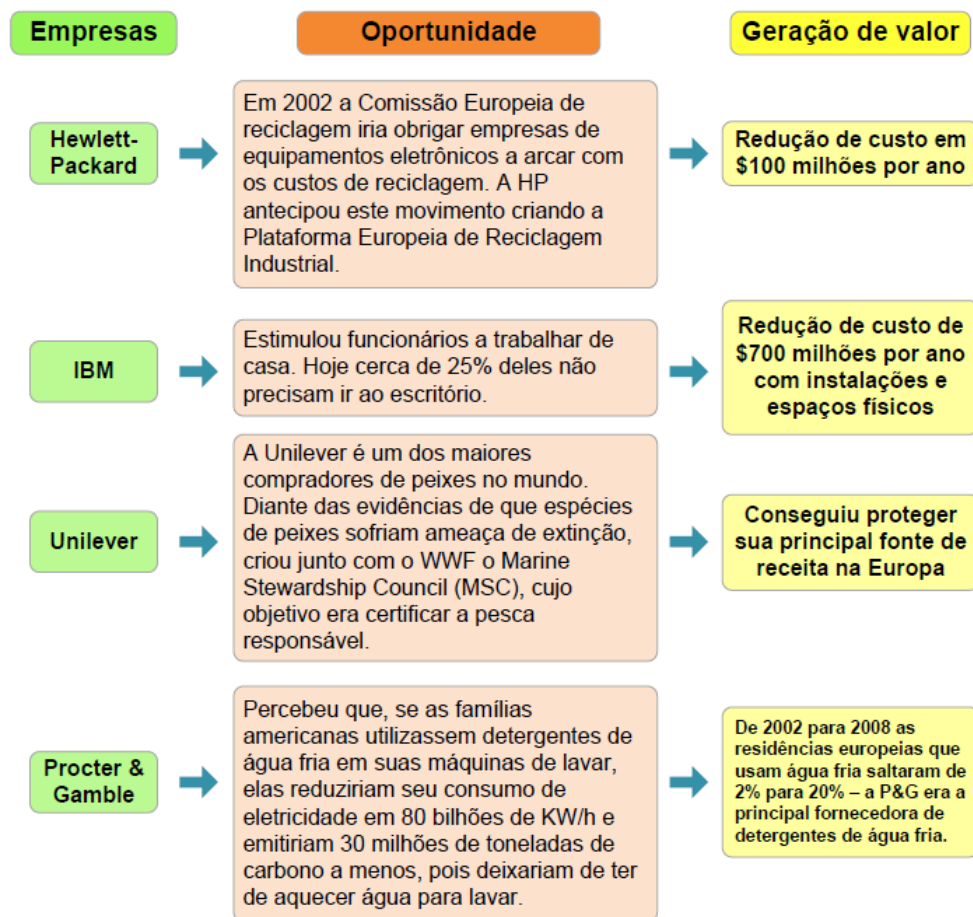 Empresas
Oportunidade
Geração de valor
Hewlett-
Packard
Em 2002 a Comissão Europeia de
reciclagem iria obrigar empresas de
equipamentos eletrônicos a arcar com
os custos de reciclagem. A HP
antecipou este movimento criando a
Plataforma Europeia de Reciclagem
Industrial.
Redução de custo em
$100 milhões por ano
IBM
Estimulou funcionários a trabalhar de
casa. Hoje cerca de 25% deles não
precisam ir ao escritório.
Redução de custo de
$700 milhões por ano
com instalações e
espaços físicos
Unilever
A Unilever é um dos maiores
compradores de peixes no mundo.
Diante das evidências de que espécies
de peixes sofriam ameaça de extinção,
criou junto com o WWF o Marine
Stewardship Council (MSC), cujo
objetivo era certificar a pesca
responsável.
Conseguiu proteger
sua principal fonte de
receita na Europa
Procter &
Gamble
Percebeu que, se as famílias
americanas utilizassem detergentes de
água fria em suas máquinas de lavar,
elas reduziriam seu consumo de
eletricidade em 80 bilhões de KW/h e
emitiriam 30 milhões de toneladas de
carbono a menos, pois deixariam de ter
de aquecer água para lavar.
De 2002 para 2008 as
residências europeias que
usam água fria saltaram de
2% para 20% – a P&G era a
principal fornecedora de
detergentes de água fria.